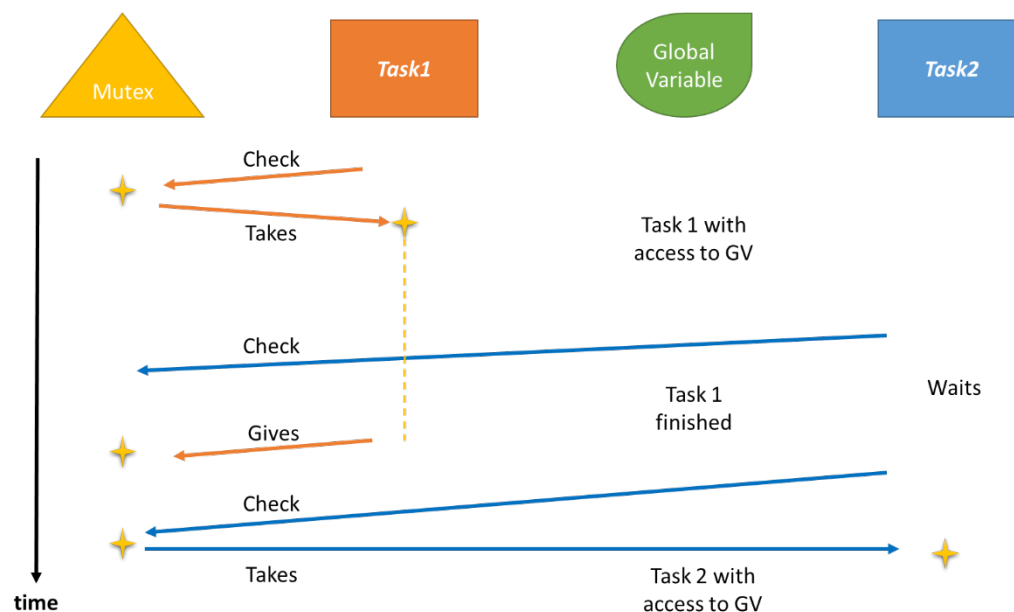 Mutex
Task1
Global
Variable
Task2
Check
Takes
Task 1 with
access to GV
Check
Waits
Task 1
finished
Gives
Check
Takes
Task 2 with
access to GV
time